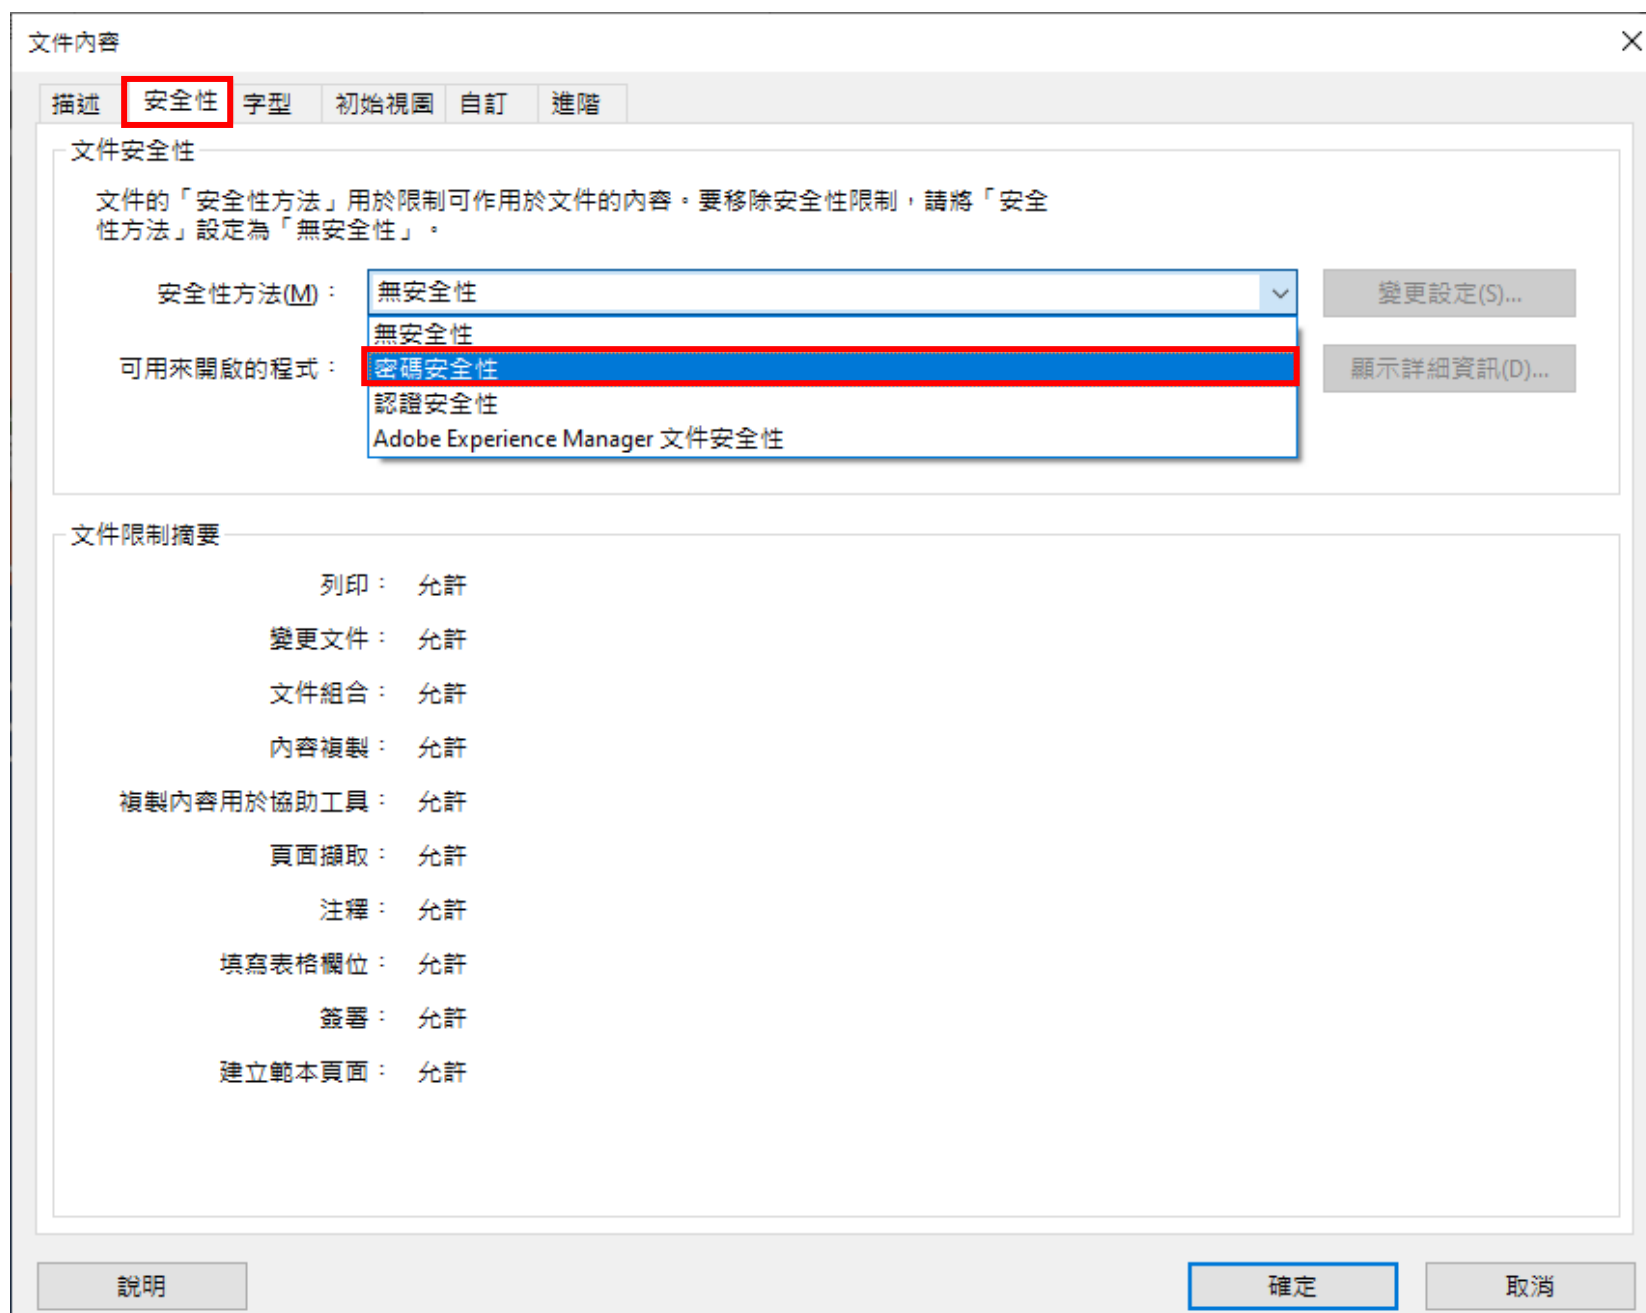 文件內容
描述 安全性 字型 初始視圖 自訂 進階
文件安全性
文件的「安全性方法」用於限制可作用於文件的內容。要移除安全性限制，請將「安全
性方法」設定為「無安全性」。
安全性方法(M)： 無安全性 變更設定(S)...
無安全性
可用來開啟的程式： 密碼安全性 顯示詳細資訊(D)...
認證安全性
Adobe Experience Manager 文件安全性
文件限制摘要
列印： 允許
變更文件： 允許
文件組合： 允許
內容複製： 允許
複製內容用於協助工具： 允許
頁面擷取： 允許
注釋： 允許
填寫表格欄位： 允許
簽署： 允許
建立範本頁面： 允許
說明 確定 取消